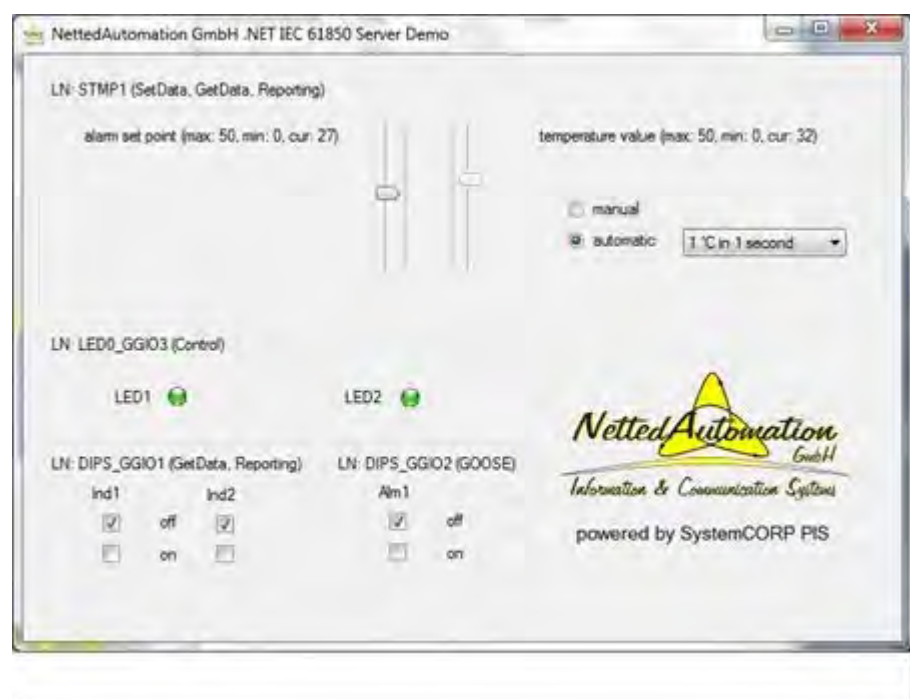 NettedAutomation GmbH .NET IEC 61850 Server Demo
LN: STMP1 (SetData, GetData, Reporting)
alarm set point (max: 50, min: 0, cur: 27)
temperature value (max: 50, min: 0, cur: 32)
manual
automatic
1 °C in 1 second
LN: LED0_GGIO3 (Control)
LED1
LED2
NettedAutomation
GmbH
Information & Communication Systems
powered by SystemCORP PIS
LN: DIPS_GGIO1 (GetData, Reporting)
Ind1 Ind2
off
on
LN: DIPS_GGIO2 (GOOSE)
Alm1
off
on